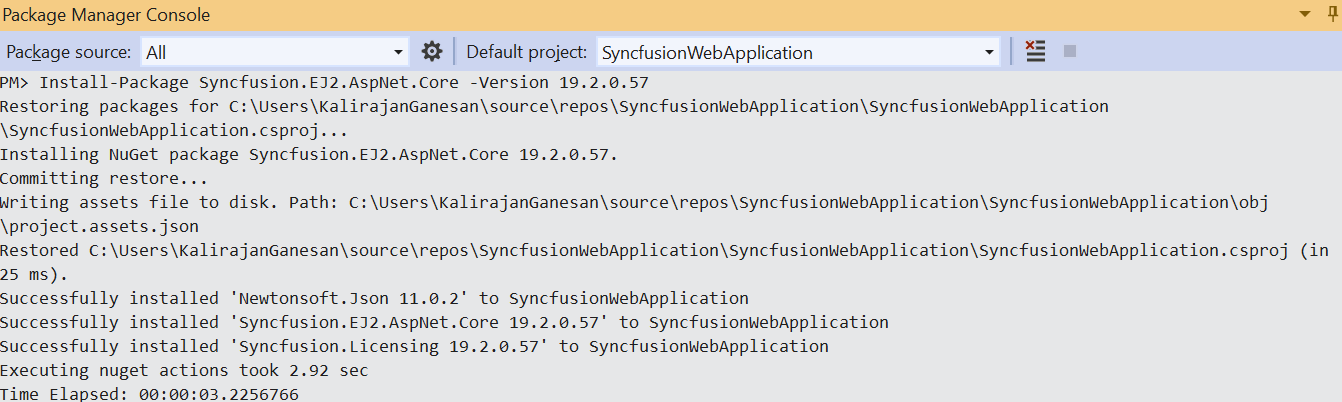 Package Manager Console
Package source: All Default project: SyncfusionWebApplication
PM> Install-Package Syncfusion.EJ2.AspNet.Core -Version 19.2.0.57
Restoring packages for C:\Users\KalirajanGanesan\source\repos\SyncfusionWebApplication\SyncfusionWebApplication
\SyncfusionWebApplication.csproj...
Installing NuGet package Syncfusion.EJ2.AspNet.Core 19.2.0.57.
Committing restore...
Writing assets file to disk. Path: C:\Users\KalirajanGanesan\source\repos\SyncfusionWebApplication\SyncfusionWebApplication\obj
\project.assets.json
Restored C:\Users\KalirajanGanesan\source\repos\SyncfusionWebApplication\SyncfusionWebApplication\SyncfusionWebApplication.csproj (in
25 ms).
Successfully installed 'Newtonsoft.Json 11.0.2' to SyncfusionWebApplication
Successfully installed 'Syncfusion.EJ2.AspNet.Core 19.2.0.57' to SyncfusionWebApplication
Successfully installed 'Syncfusion.Licensing 19.2.0.57' to SyncfusionWebApplication
Executing nuget actions took 2.92 sec
Time Elapsed: 00:00:03.2256766